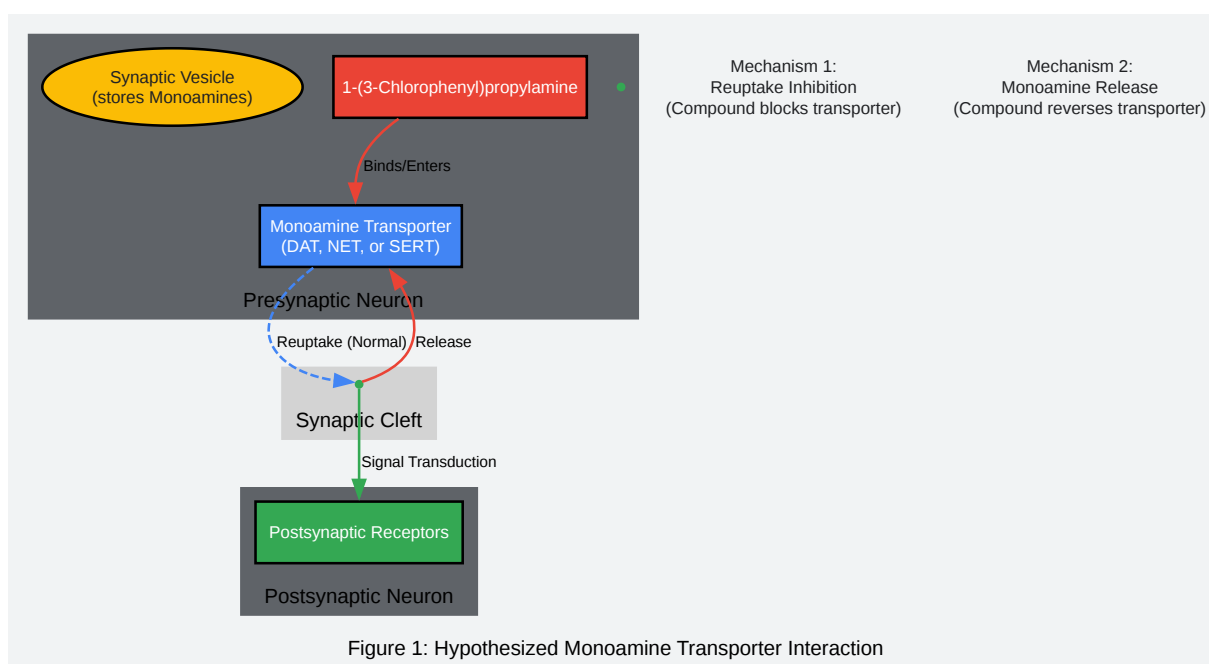 Synaptic Vesicle
(stores Monoamines)
1-(3-Chlorophenyl)propylamine
Mechanism 1:
Reuptake Inhibition
(Compound blocks transporter)
Mechanism 2:
Monoamine Release
(Compound reverses transporter)
Binds/Enters
Monoamine Transporter
(DAT, NET, or SERT)
Presynaptic Neuron
Reuptake (Normal)
Release
Synaptic Cleft
Signal Transduction
Postsynaptic Receptors
Postsynaptic Neuron
Figure 1: Hypothesized Monoamine Transporter Interaction